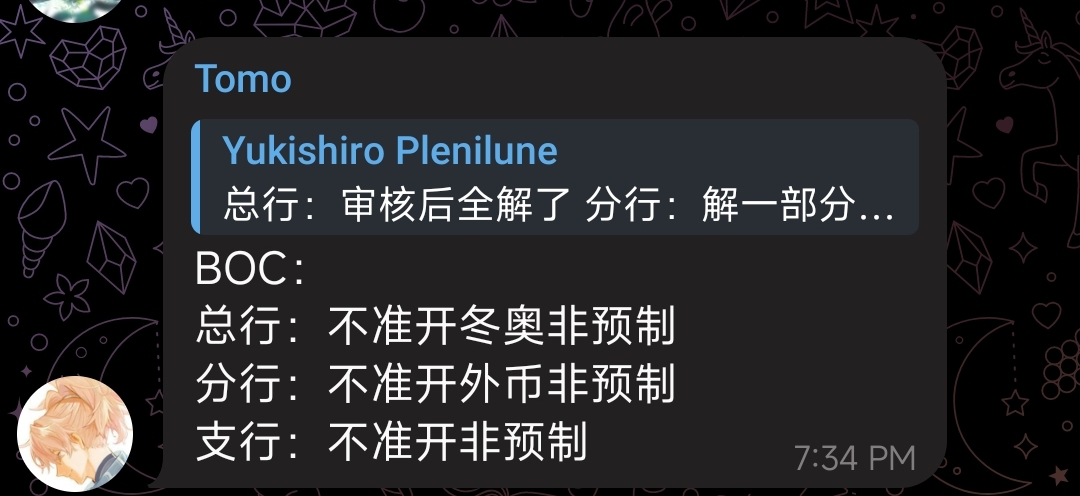 Tomo
Yukishiro Plenilune
总行：审核后全解了 分行：解一部分...
BOC：
总行：不准开冬奥非预制
分行：不准开外币非预制
支行：不准开非预制
7:34 PM